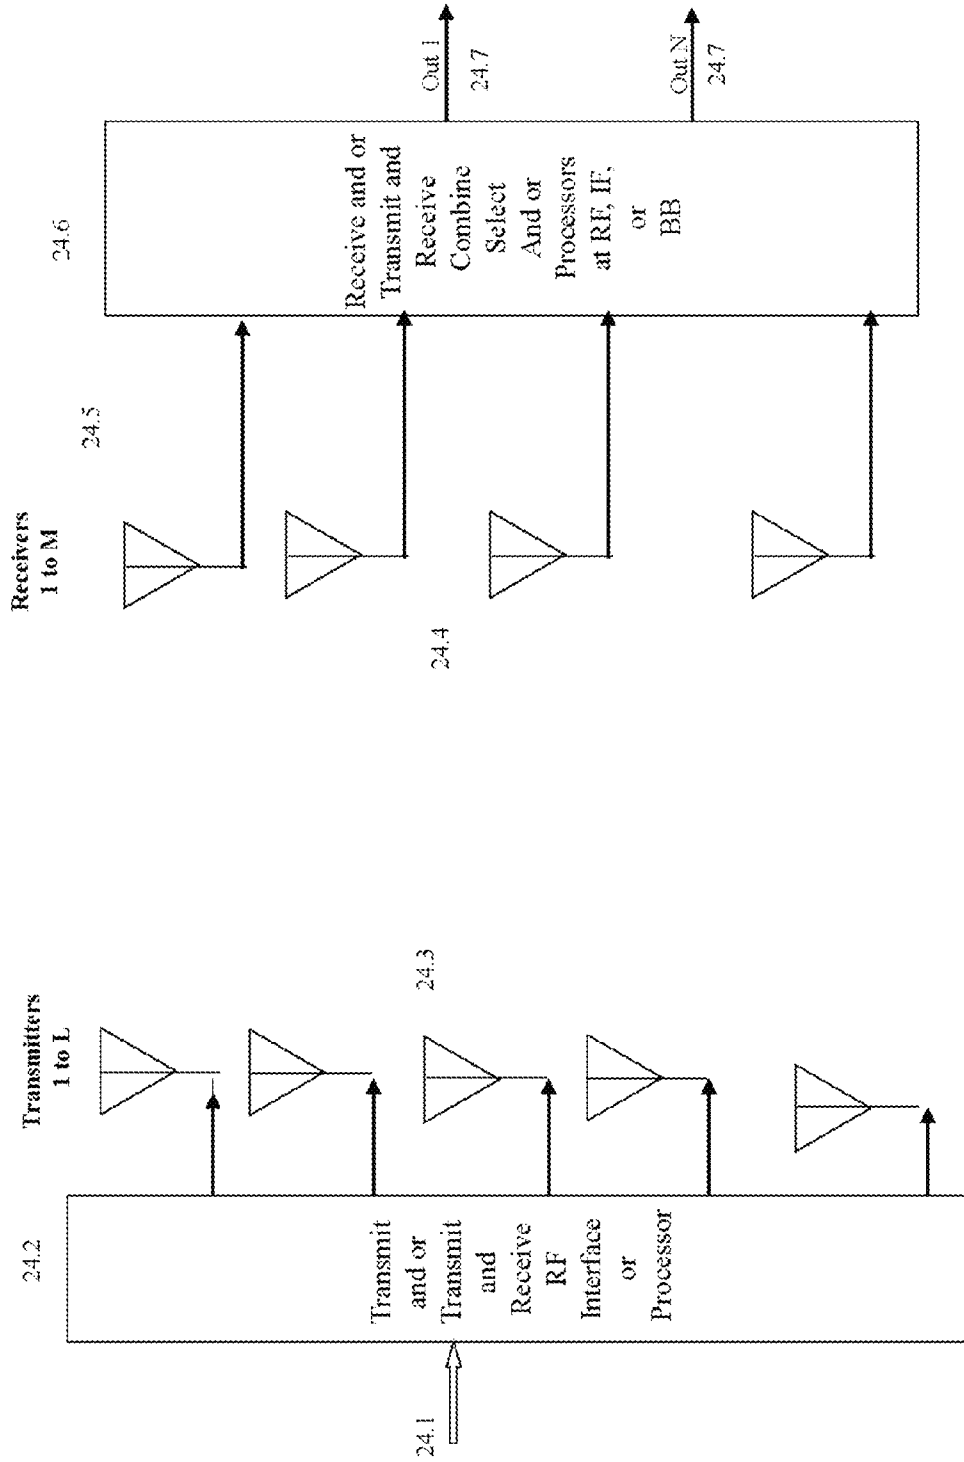 24.1
24.2
Transmit
and or
Transmit
and
Receive
RF
Interface
or
Processor
Transmitters
1 to L
24.3
24.4
Receivers
1 to M
24.5
24.6
Receive and or
Transmit and
Receive
Combine
Select
And or
Processors
at RF, IF,
or
BB
Out 1
24.7
Out N
24.7